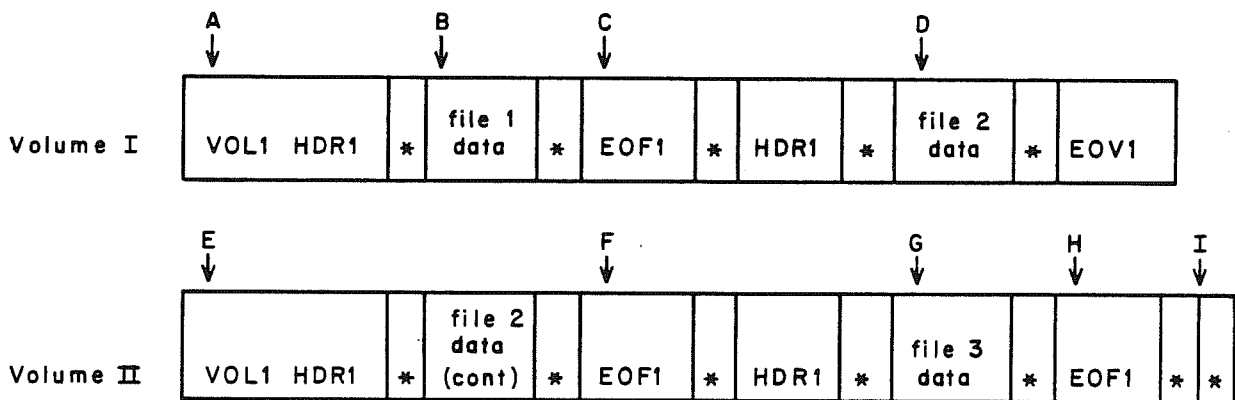 A B C D
Volume I
VOL1 HDR1 * file 1 data * EOF1 * HDR1 * file 2 data * EOV1
E F G H I
Volume II
VOL1 HDR1 * file 2 data (cont) * EOF1 * HDR1 * file 3 data * EOF1 * *